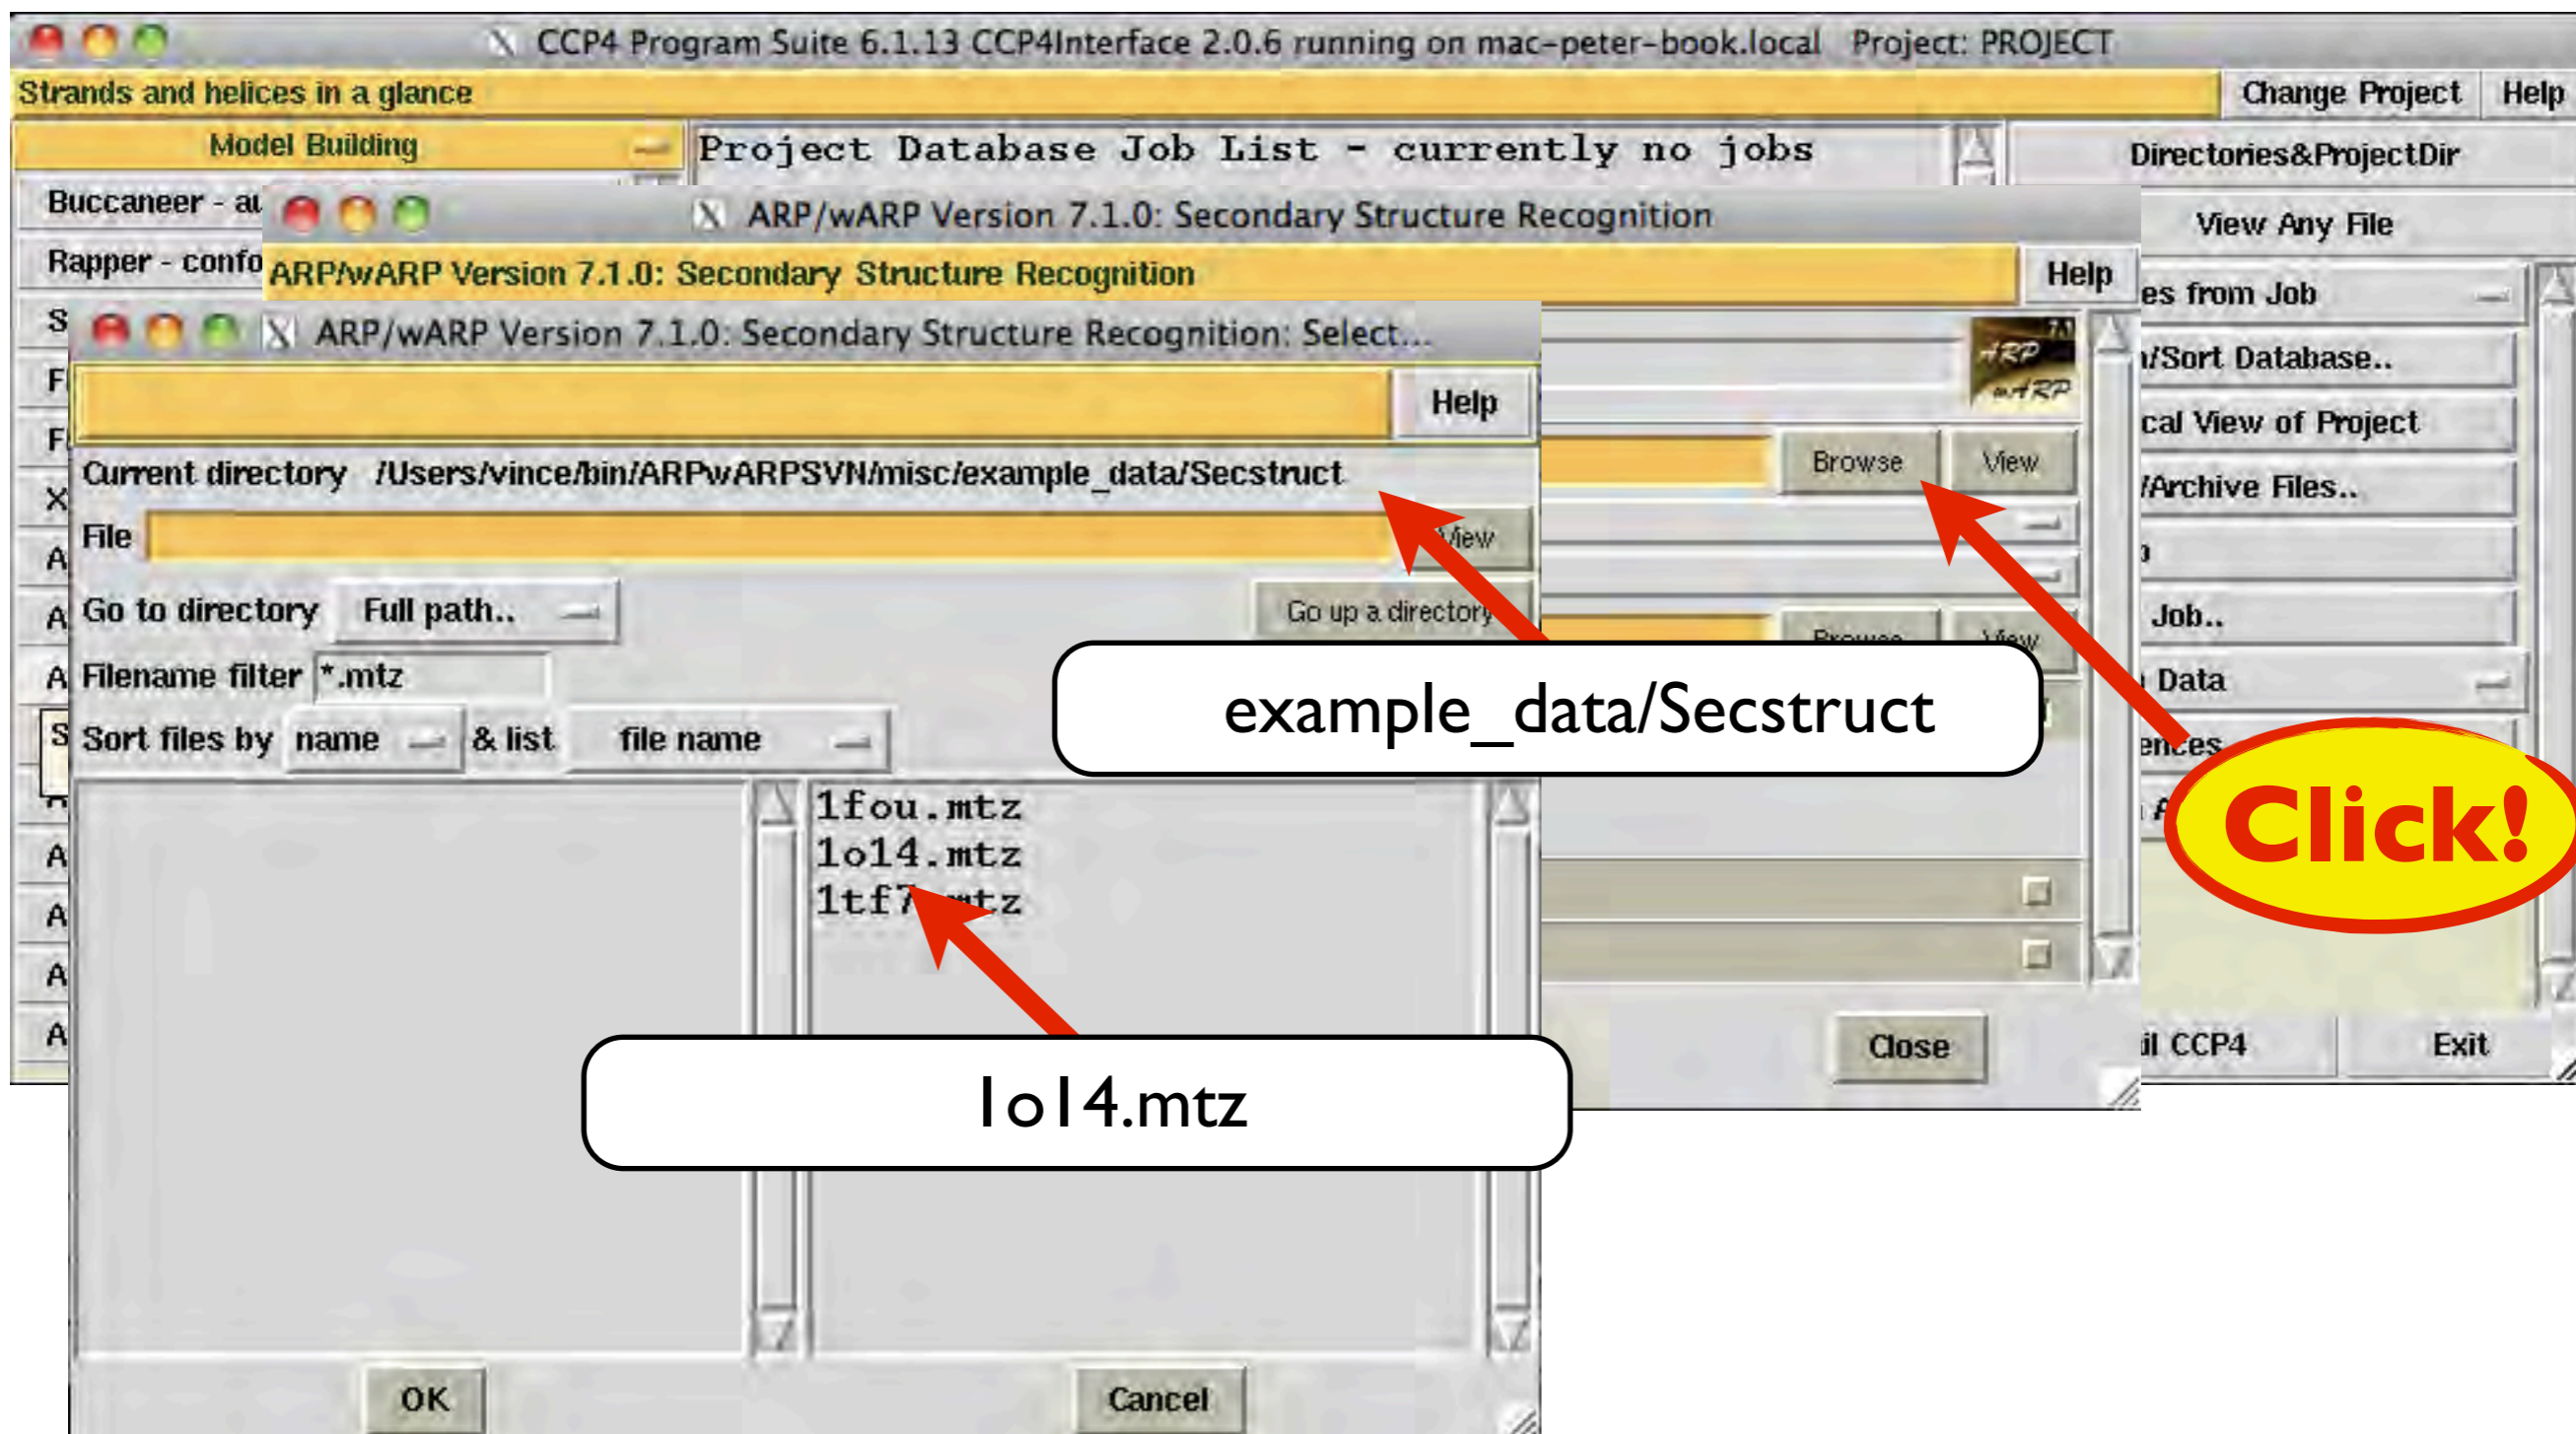 CCP4 Program Suite 6.1.13 CCP4Interface 2.0.6 running on mac-peter-book.local Project: PROJECT
Strands and helices in a glance
Change Project Help
Model Building
Project Database Job List - currently no jobs
Directories&ProjectDir
Buccaneer - au
ARP/wARP Version 7.1.0: Secondary Structure Recognition
View Any File
Rapper - confo
ARP/wARP Version 7.1.0: Secondary Structure Recognition
Help
es from Job
ARP/wARP Version 7.1.0: Secondary Structure Recognition: Select...
ARP
wARP
/Sort Database..
Help
cal View of Project
Current directory /Users/vince/bin/ARPwARPSVN/misc/example_data/Secstruct
Browse View
/Archive Files..
File
View
Go to directory Full path..
Go up a directory
Browse View
Job..
Filename filter *.mtz
example_data/Secstruct
Data
Sort files by name & list file name
ences
Click!
1fou.mtz
1o14.mtz
1tf7.mtz
1o14.mtz
Close
il CCP4
Exit
OK
Cancel